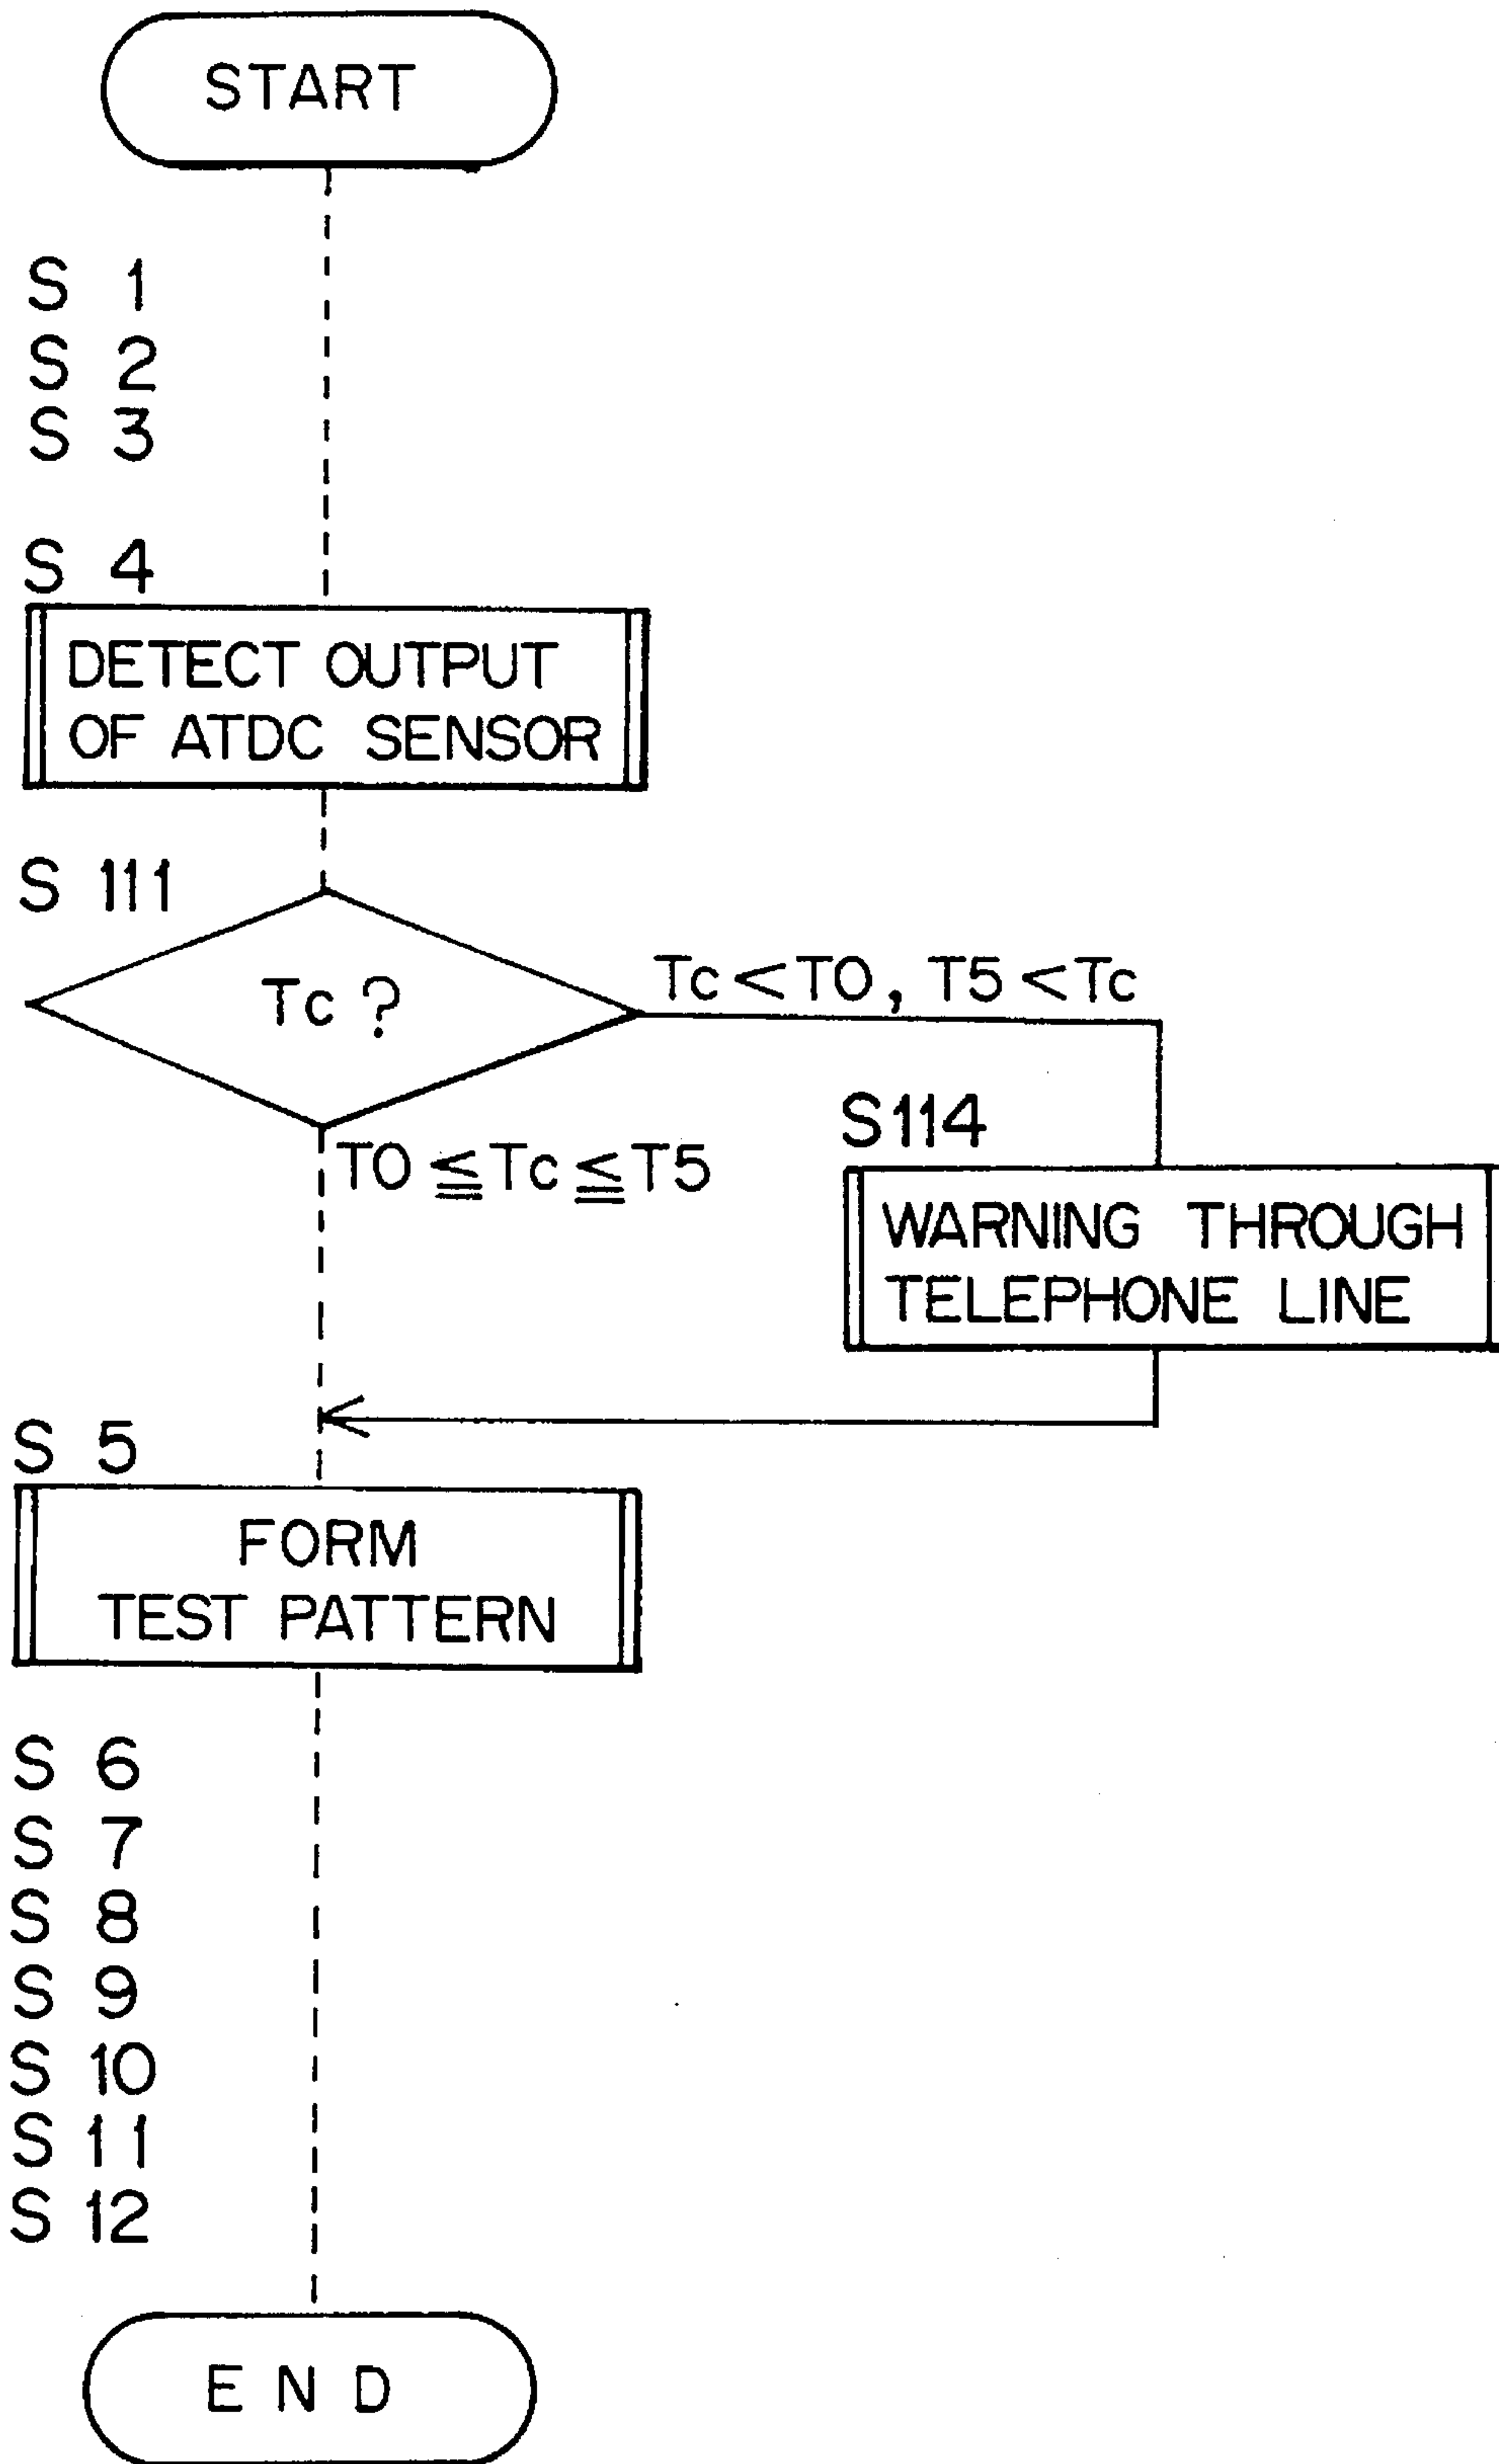 START
S 1
S 2
S 3
S 4
DETECT OUTPUT
OF ATDC SENSOR
S 111
Tc ?
Tc < T0, T5 < Tc
S114
T0 ≦ Tc ≦ T5
WARNING THROUGH
TELEPHONE LINE
S 5
FORM
TEST PATTERN
S 6
S 7
S 8
S 9
S 10
S 11
S 12
END